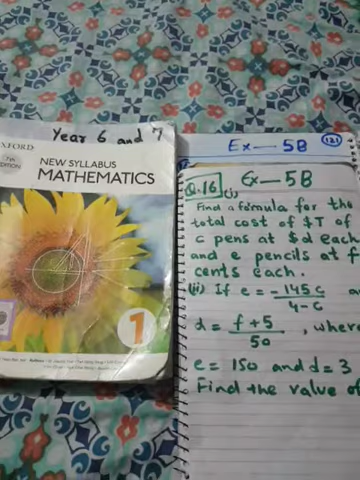 Year 6 and 7
OXFORD
7TH
EDITION
NEW SYLLABUS
MATHEMATICS
1
Ex—5B
121
Q.16 (i) Ex—5B
Find a formula for the
total cost of $T of
c pens at $d each
and e pencils at f
cents each.
(ii) If e = -145c / 4-c
d = f+5 / 50 , where
e = 150 and d = 3
Find the value of